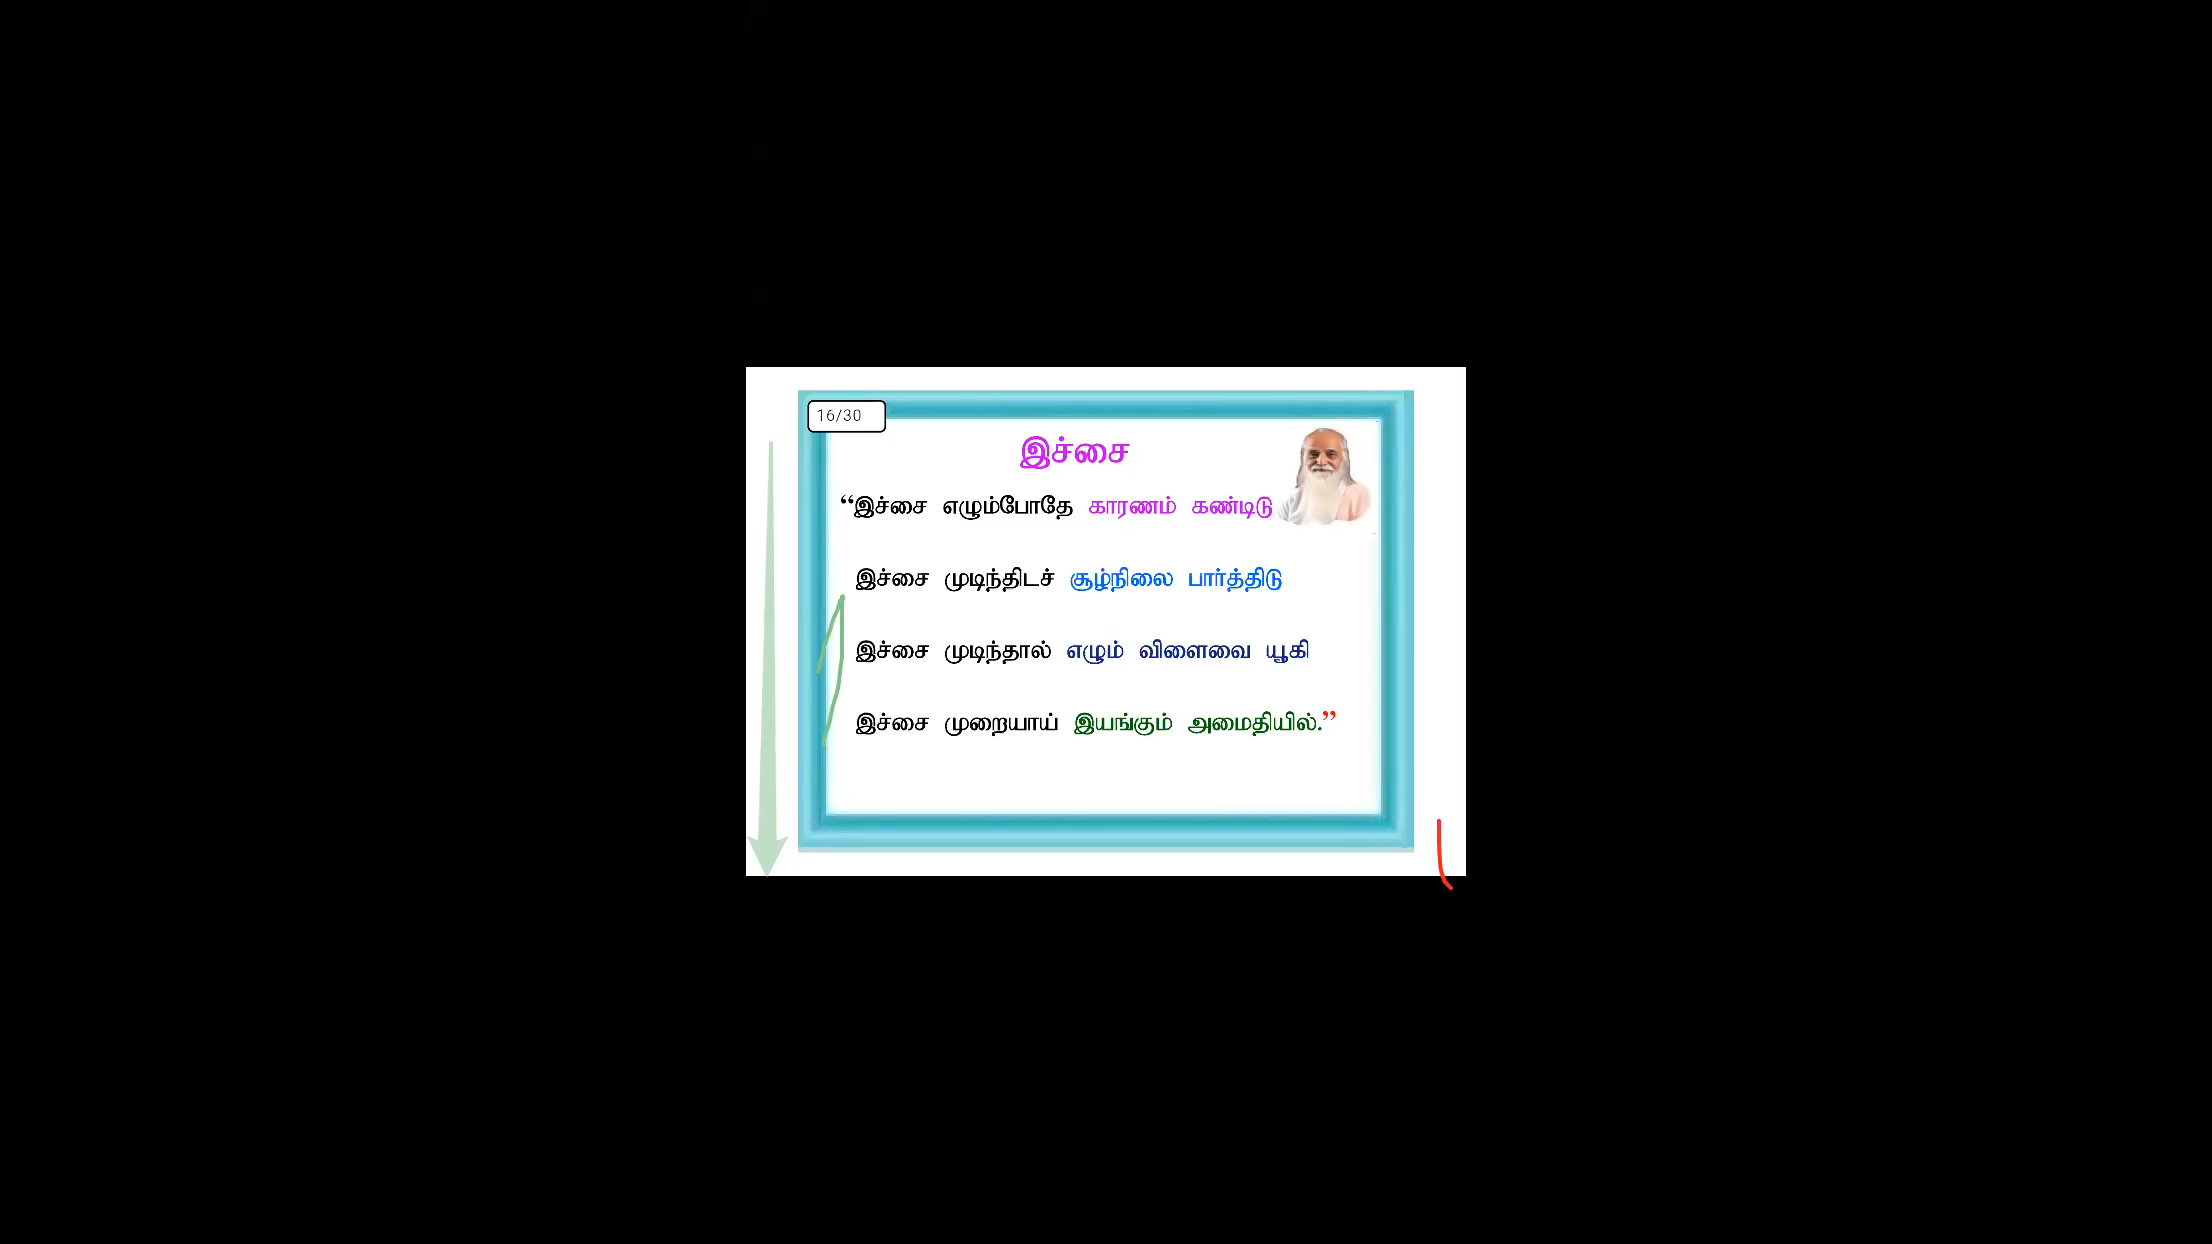 16/30
இச்சை
“இச்சை எழும்போதே காரணம் கண்டிடு
இச்சை முடிந்திடச் சூழ்நிலை பார்த்திடு
இச்சை முடிந்தால் எழும் விளைவை யூகி
இச்சை முறையாய் இயங்கும் அமைதியில்.”